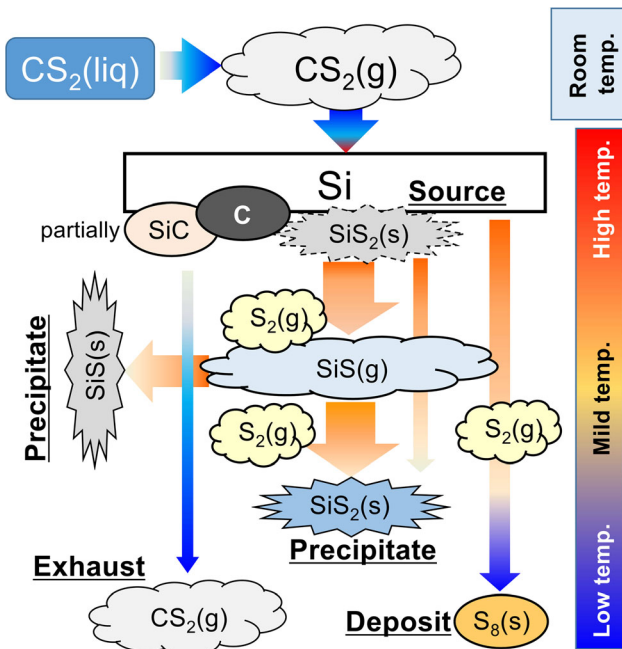 CS₂(liq)
CS₂(g)
Room
temp.
Si
Source
C
SiC
partially
SiS₂(s)
High temp.
S₂(g)
SiS(g)
SiS(s)
Precipitate
Mild temp.
S₂(g)
S₂(g)
SiS₂(s)
Precipitate
Exhaust
CS₂(g)
Deposit
S₈(s)
Low temp.